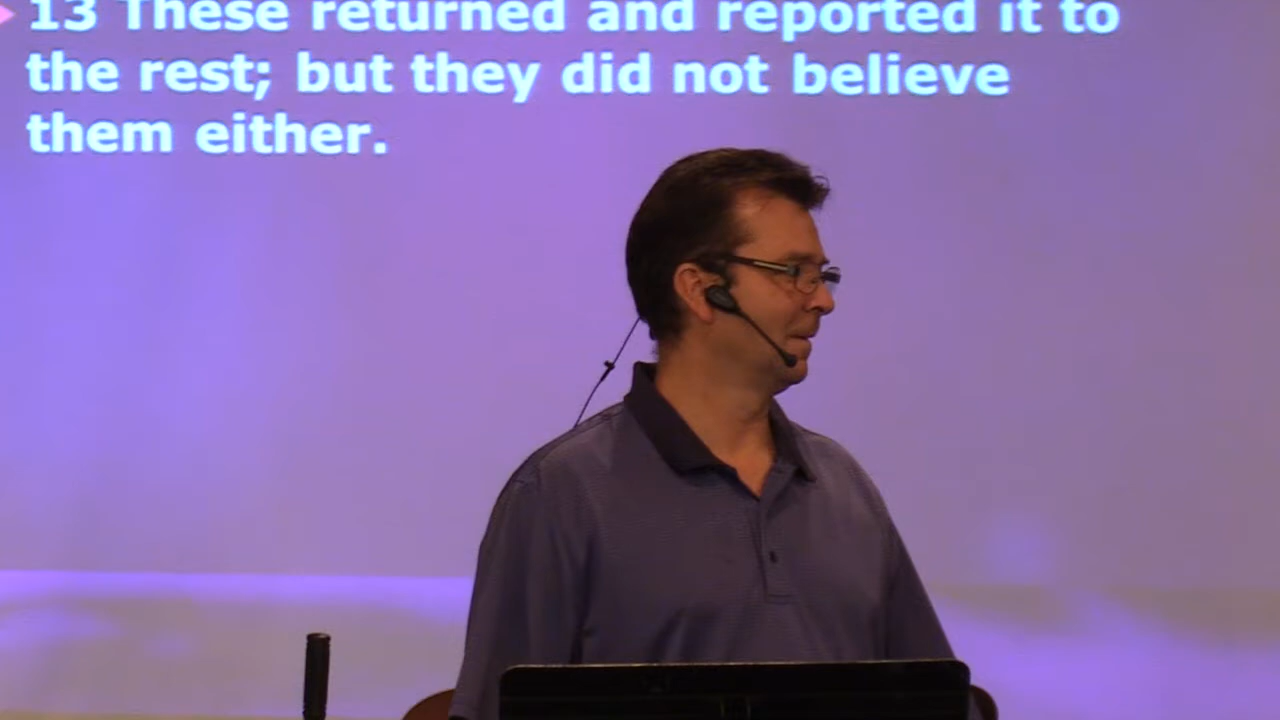 13 These returned and reported it to
the rest; but they did not believe
them either.